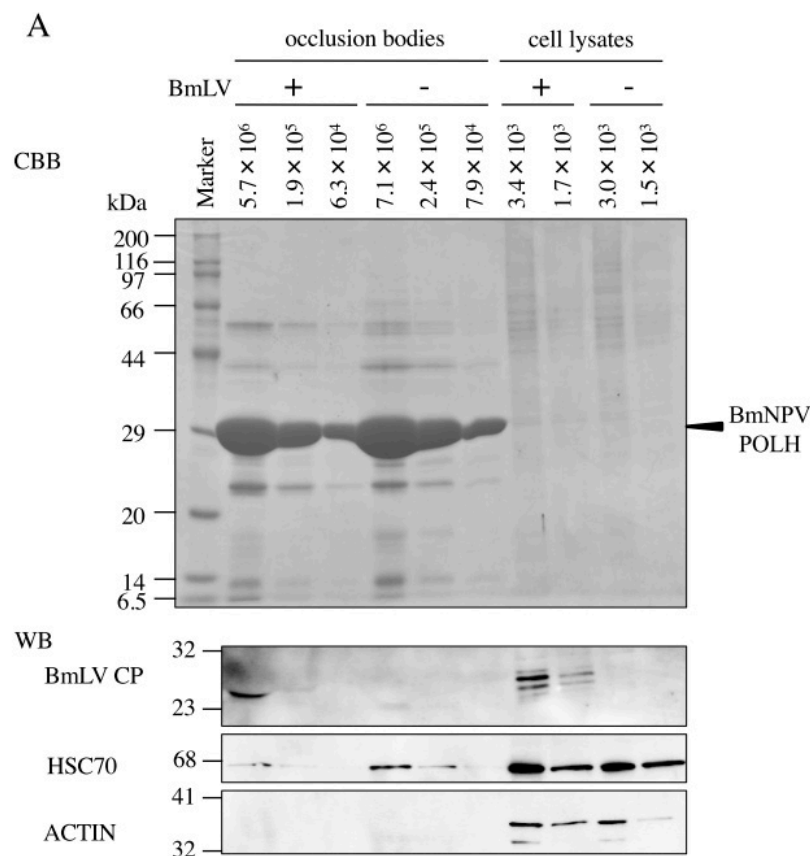 A
occlusion bodies cell lysates
BmLV + - + -
CBB
kDa
Marker
5.7 × 10⁶
1.9 × 10⁵
6.3 × 10⁴
7.1 × 10⁶
2.4 × 10⁵
7.9 × 10⁴
3.4 × 10³
1.7 × 10³
3.0 × 10³
1.5 × 10³
200
116
97
66
44
29
20
14
6.5
BmNPV
POLH
WB
BmLV CP
32
23
HSC70
68
ACTIN
41
32